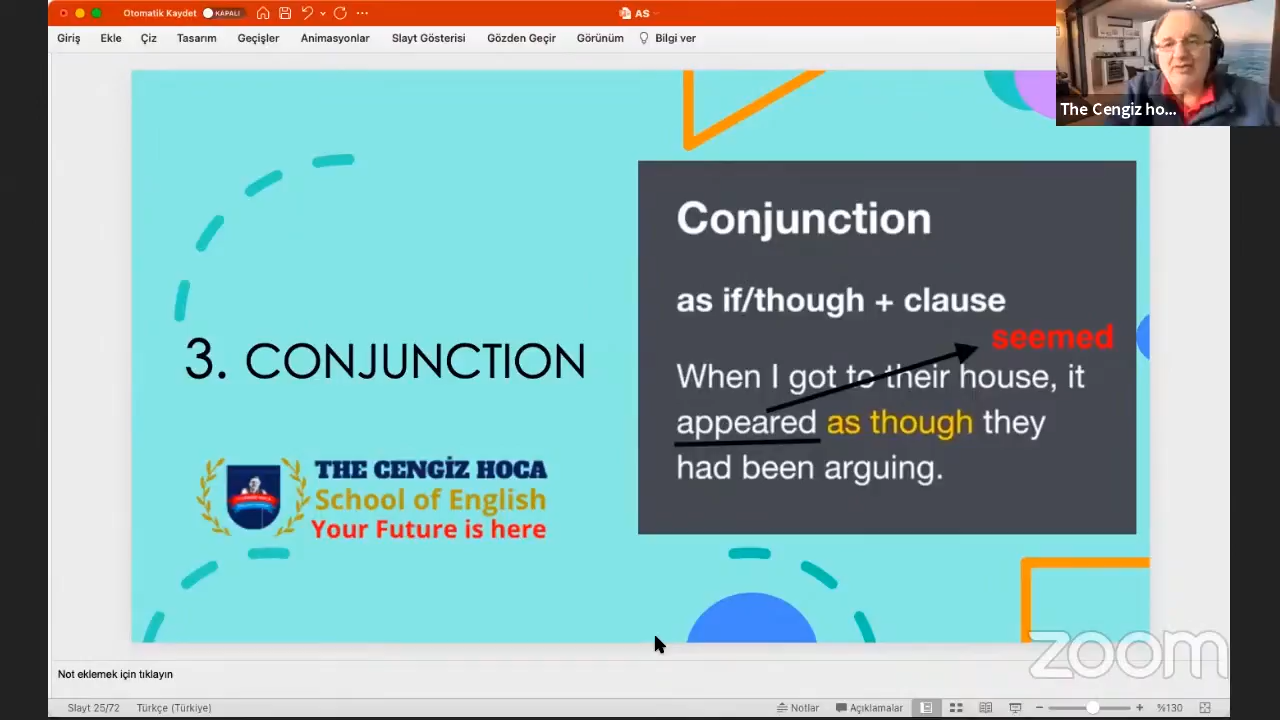 Otomatik Kaydet KAPALI
AS
Giriş Ekle Çiz Tasarım Geçişler Animasyonlar Slayt Gösterisi Gözden Geçir Görünüm Bilgi ver
The Cengiz ho...
Conjunction
as if/though + clause
seemed
When I got to their house, it
appeared as though they
had been arguing.
3. CONJUNCTION
THE CENGİZ HOCA
School of English
Your Future is here
zoom
Not eklemek için tıklayın
Slayt 25/72 Türkçe (Türkiye) Notlar Açıklamalar %130